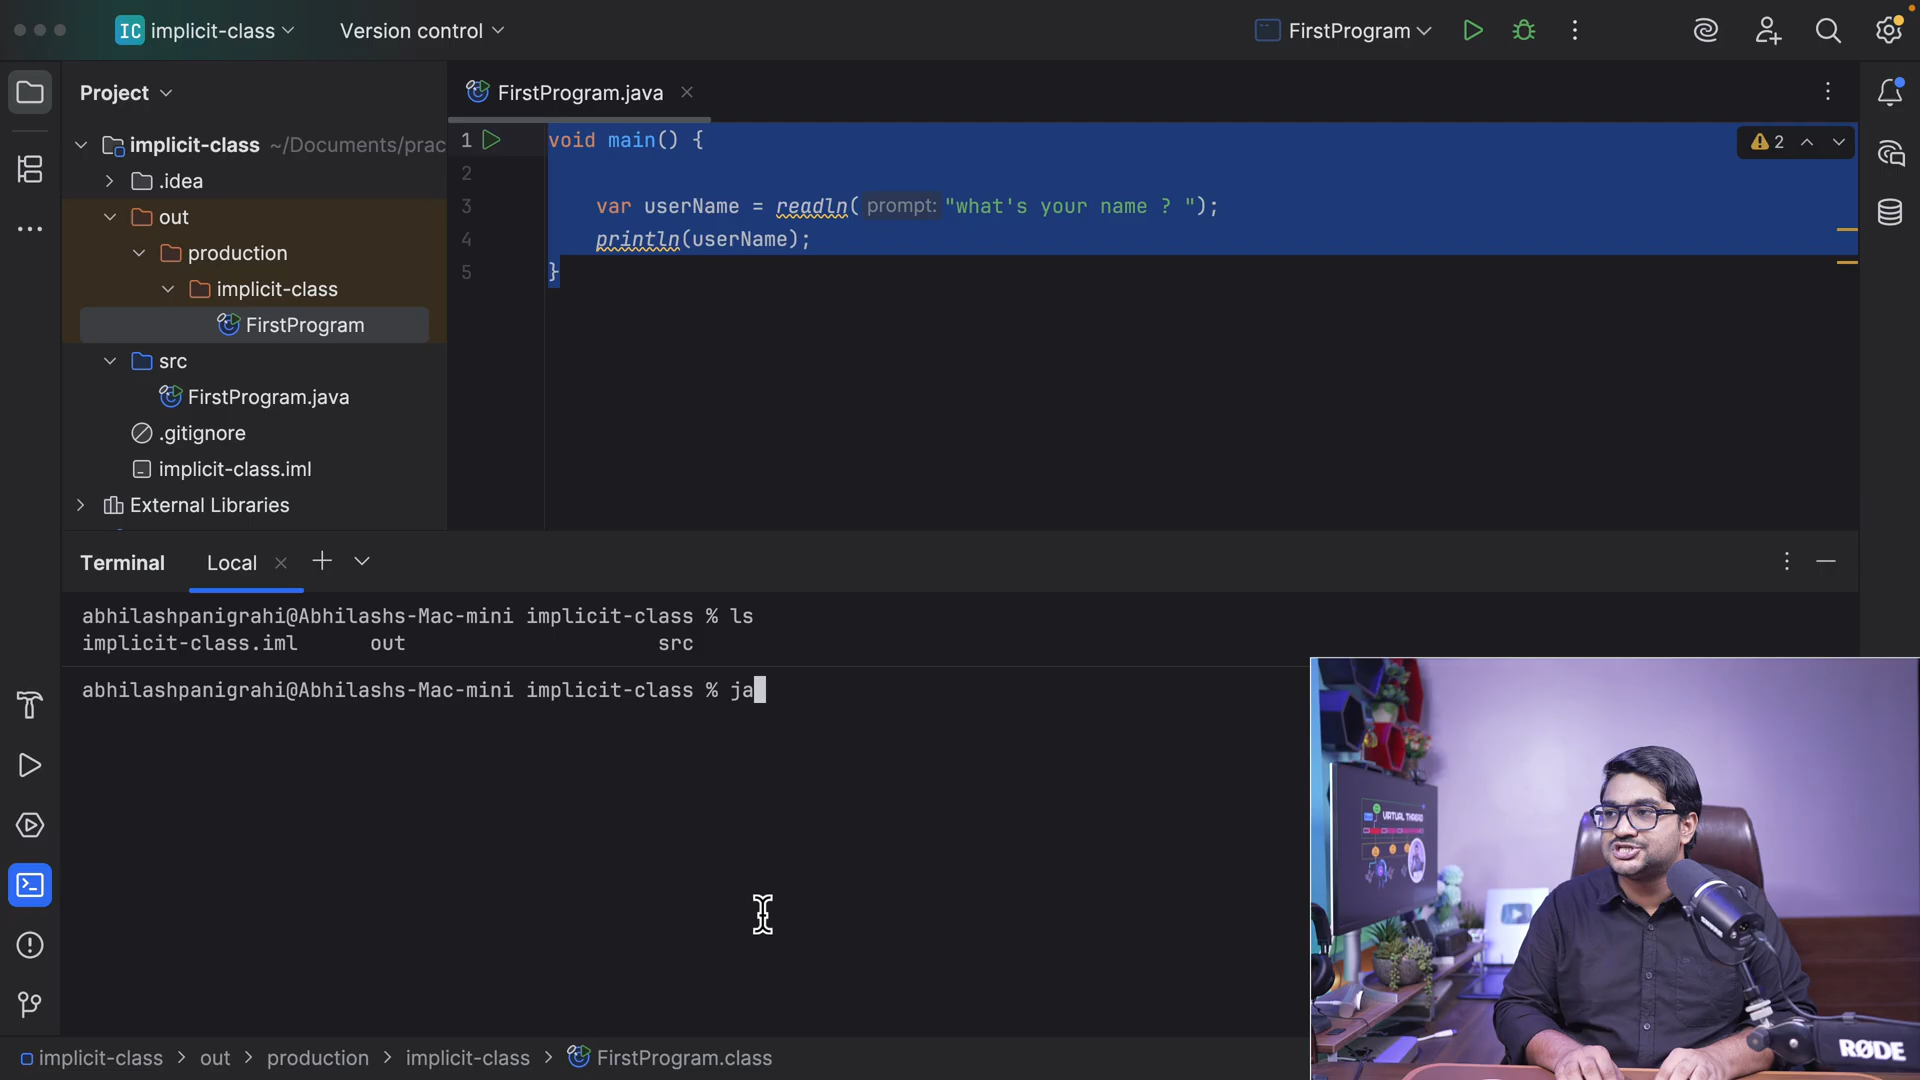 IC implicit-class
Version control
FirstProgram
Project
FirstProgram.java
implicit-class ~/Documents/prac
.idea
out
production
implicit-class
FirstProgram
src
FirstProgram.java
.gitignore
implicit-class.iml
External Libraries
1 void main() {
2
3 var userName = readln( prompt: "what's your name ? ");
4 println(userName);
5 }
2
Terminal
Local
abhilashpanigrahi@Abhilashs-Mac-mini implicit-class % ls
implicit-class.iml out src
abhilashpanigrahi@Abhilashs-Mac-mini implicit-class % ja
VIRTUAL THREAD
RØDE
implicit-class > out > production > implicit-class > FirstProgram.class